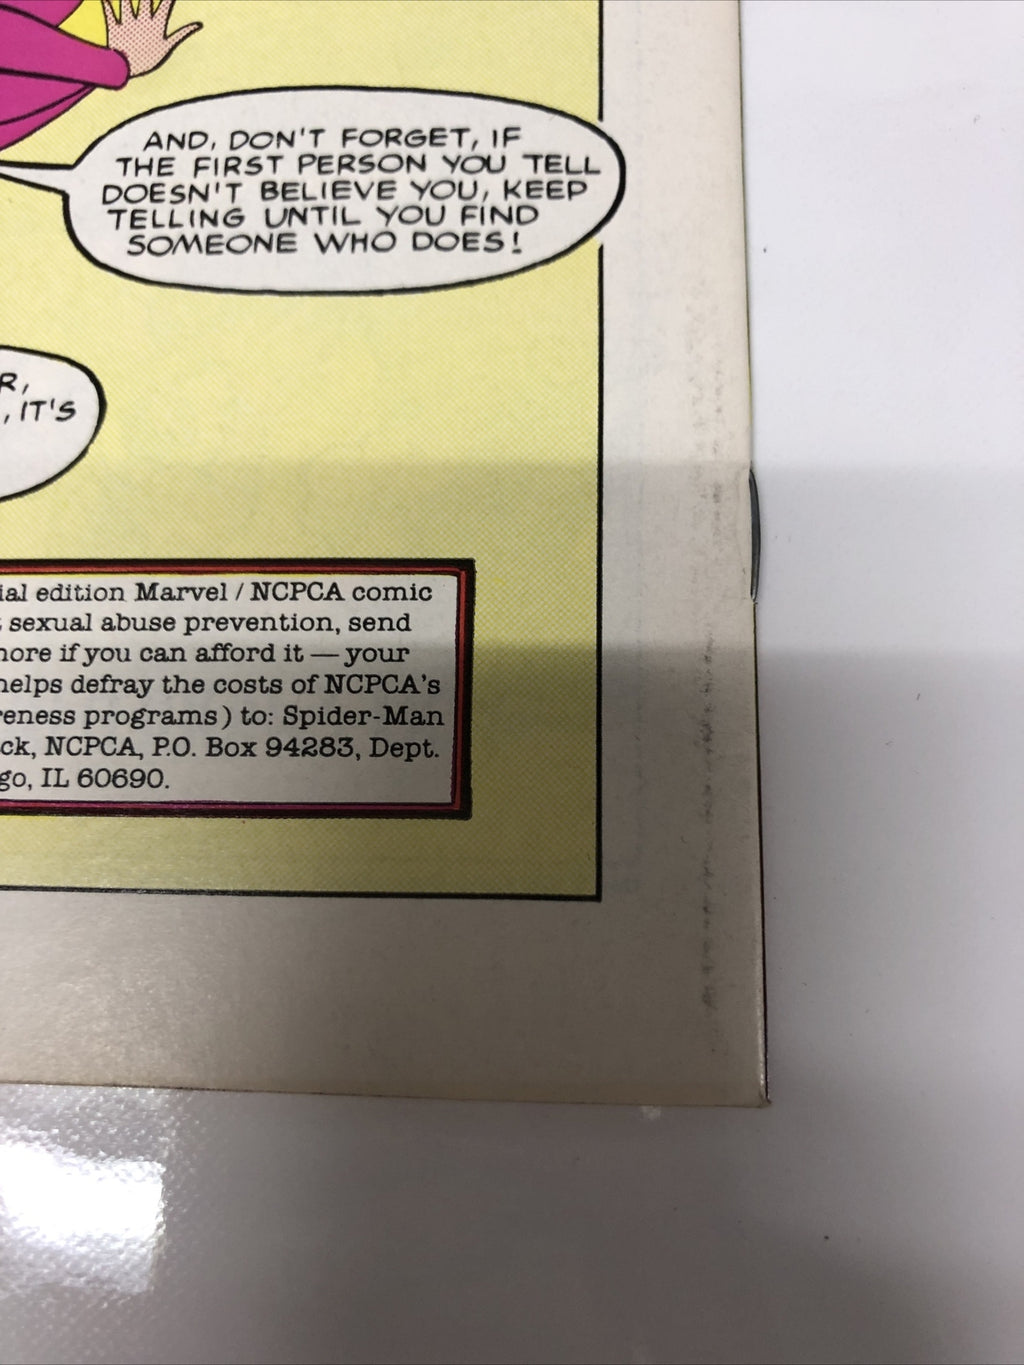 AND, DON'T FORGET, IF
THE FIRST PERSON YOU TELL
DOESN'T BELIEVE YOU, KEEP
TELLING UNTIL YOU FIND
SOMEONE WHO DOES!
R,
, IT'S
ial edition Marvel / NCPCA comic
sexual abuse prevention, send
nore if you can afford it — your
helps defray the costs of NCPCA's
reness programs) to: Spider-Man
ck, NCPCA, P.O. Box 94283, Dept.
go, IL 60690.